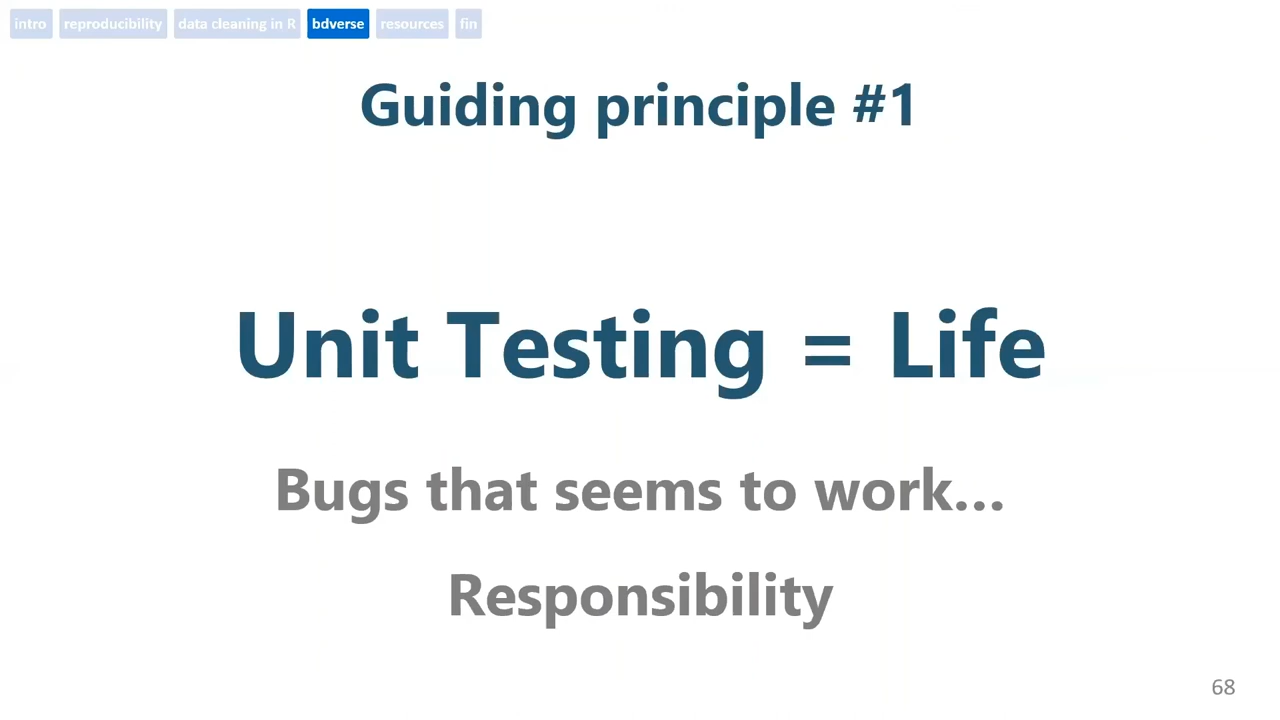 intro reproducibility data cleaning in R bdverse resources fin
Guiding principle #1
Unit Testing = Life
Bugs that seems to work...
Responsibility
68